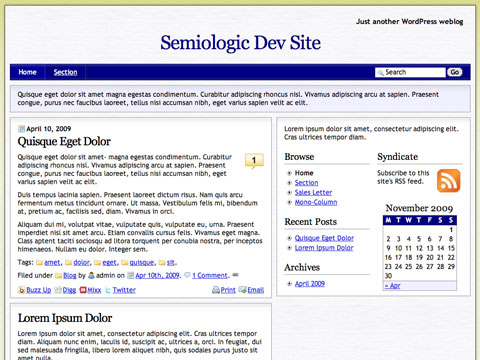 Just another WordPress weblog
Semiologic Dev Site
Home Section Search Go
Quisque eget dolor sit amet magna egestas condimentum. Curabitur adipiscing rhoncus nisl. Vivamus adipiscing arcu at sapien. Praesent
congue, purus nec faucibus laoreet, tellus nisi accumsan nibh, eget varius sapien velit ac elit.
April 10, 2009
Quisque Eget Dolor
1
Quisque eget dolor sit amet- magna egestas condimentum. Curabitur
adipiscing rhoncus nisl. Vivamus adipiscing arcu at sapien. Praesent
congue, purus nec faucibus laoreet, tellus nisi accumsan nibh, eget
varius sapien velit ac elit.
Duis tempus lacinia sapien. Praesent laoreet dictum risus. Nam quis arcu
fermentum metus tincidunt ornare. Ut massa. Vestibulum felis mi, bibendum
at, pretium ac, facilisis sed, diam. Vivamus in orci.
Aliquam dui mi, volutpat vitae, vulputate quis, vulputate eu, urna. Praesent
imperdiet nisi sit amet arcu. Etiam convallis cursus felis. Vivamus eget magna.
Class aptent taciti sociosqu ad litora torquent per conubia nostra, per inceptos
himenaeos. Nullam eu dolor. Integer sem.
Tags: amet, dolor, eget, quisque, sit.
Filed under Blog by admin on Apr 10th, 2009. 1 Comment.
Buzz Up Digg Mixx Twitter Print Email
Lorem Ipsum Dolor
Lorem ipsum dolor sit amet, consectetur adipiscing elit. Cras ultrices tempor
diam. Aliquam nunc enim, iaculis id, suscipit ac, ultrices a, orci. In feugiat, dui
sed malesuada fringilla, libero lorem aliquet nibh, quis sodales purus justo sit
amet nulla.
Lorem ipsum dolor sit amet, consectetur adipiscing elit.
Cras ultrices tempor diam.
Browse
Home
Section
Sales Letter
Mono-Column
Recent Posts
Quisque Eget Dolor
Lorem Ipsum Dolor
Archives
April 2009
Syndicate
Subscribe to this
site's RSS feed.
November 2009
M T W T F S S
1
2 3 4 5 6 7 8
9 10 11 12 13 14 15
16 17 18 19 20 21 22
23 24 25 26 27 28 29
30
« Apr